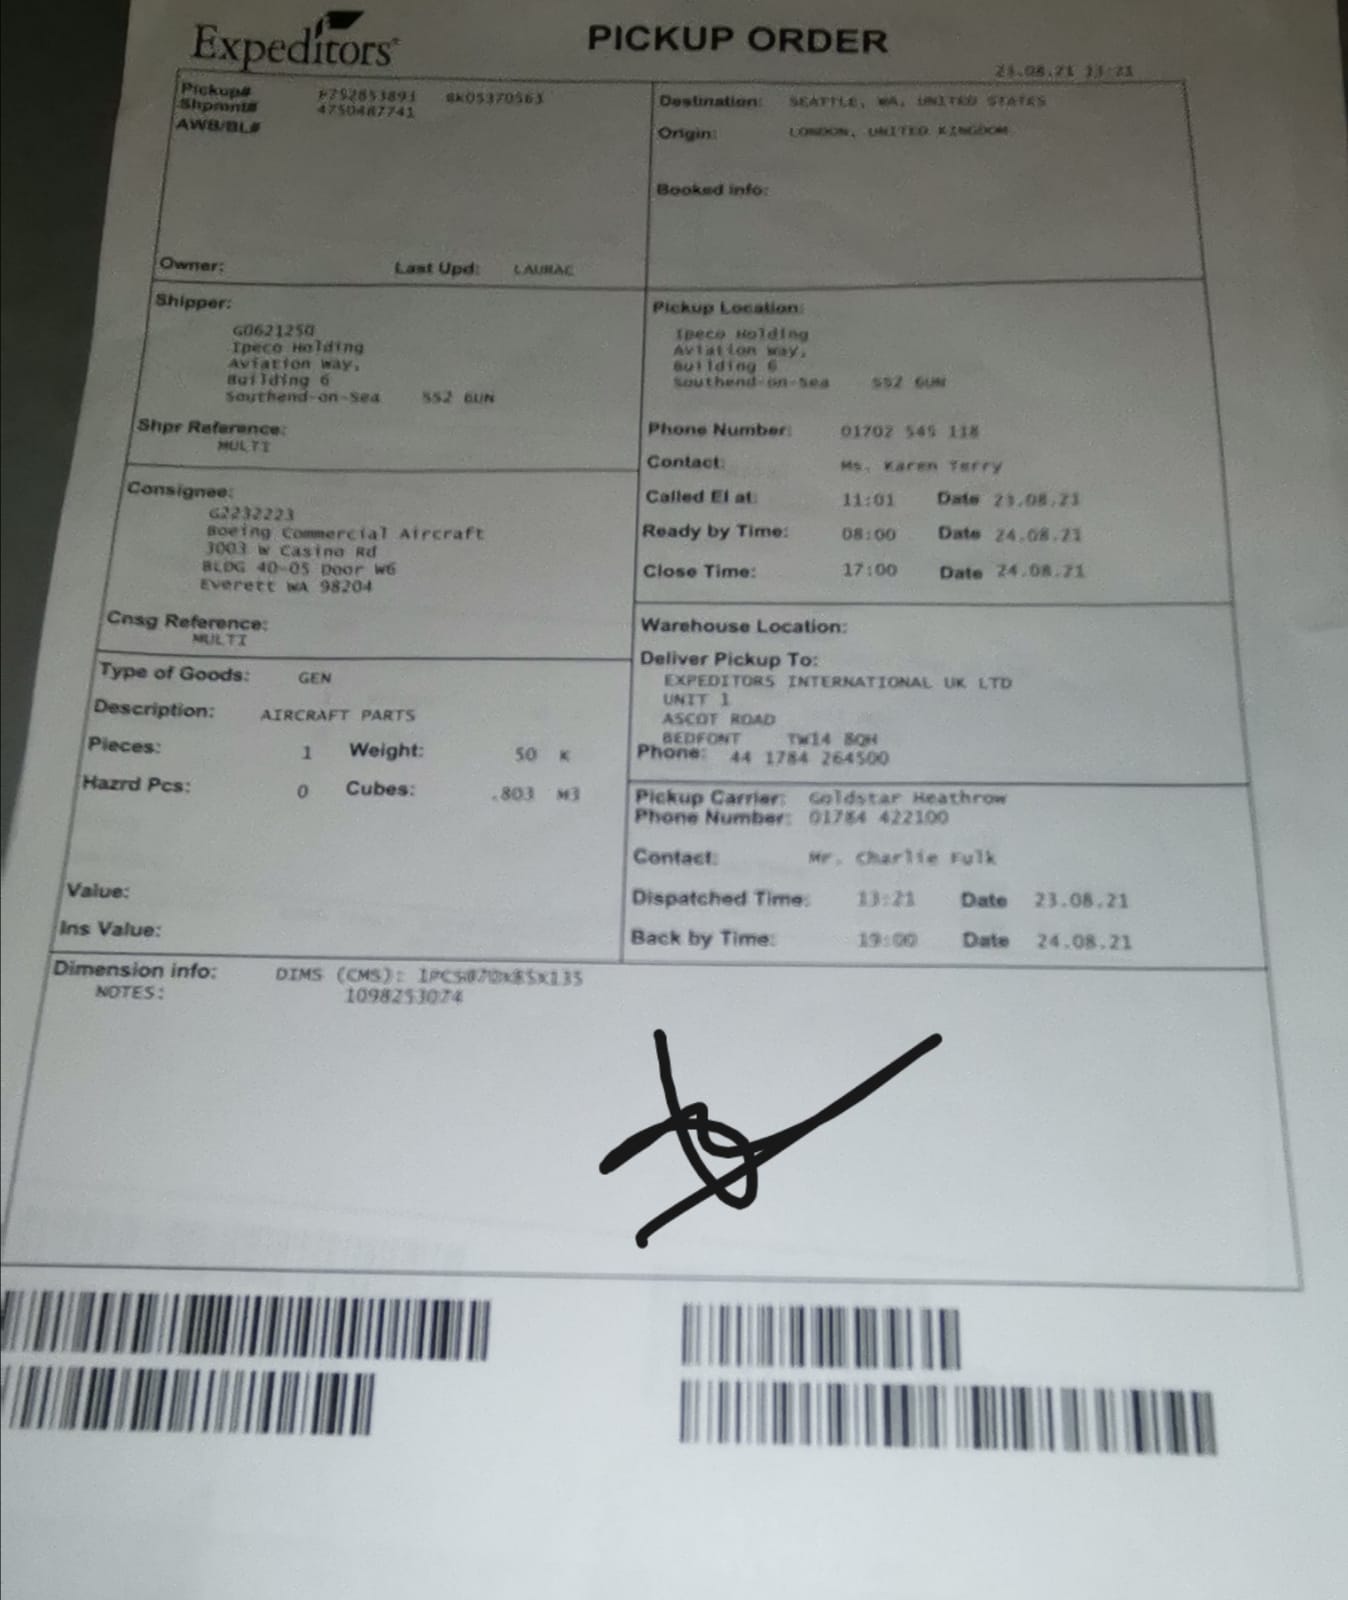 Expeditors
PICKUP ORDER
23.08.21 13:21
Pickup# P792853893 BK05370563
Shpmnt# 4750487741
AWB/BL#
Owner: Last Upd: LAURAC
Destination: SEATTLE, WA, UNITED STATES
Origin: LONDON, UNITED KINGDOM
Booked info:
Shipper:
G0621250
Ipeco Holding
Aviation Way,
Building 6
Southend-on-Sea SS2 6UN
Shpr Reference:
MULTI
Consignee:
G2232223
Boeing Commercial Aircraft
3003 W Casino Rd
BLDG 40-05 Door W6
Everett WA 98204
Cnsg Reference:
MULTI
Type of Goods: GEN
Description: AIRCRAFT PARTS
Pieces: 1 Weight: 50 K
Hazrd Pcs: 0 Cubes: .803 M3
Value:
Ins Value:
Pickup Location:
Ipeco Holding
Aviation Way,
Building 6
Southend-on-Sea SS2 6UN
Phone Number: 01702 545 118
Contact: Ms. Karen Terry
Called EI at: 11:01 Date 23.08.21
Ready by Time: 08:00 Date 24.08.21
Close Time: 17:00 Date 24.08.21
Warehouse Location:
Deliver Pickup To:
EXPEDITORS INTERNATIONAL UK LTD
UNIT 1
ASCOT ROAD
BEDFONT TW14 8QH
Phone: 44 1784 264500
Pickup Carrier: Goldstar Heathrow
Phone Number: 01784 422100
Contact: Mr. Charlie Fulk
Dispatched Time: 13:21 Date 23.08.21
Back by Time: 19:00 Date 24.08.21
Dimension info: DIMS (CMS):
NOTES: 1098253074